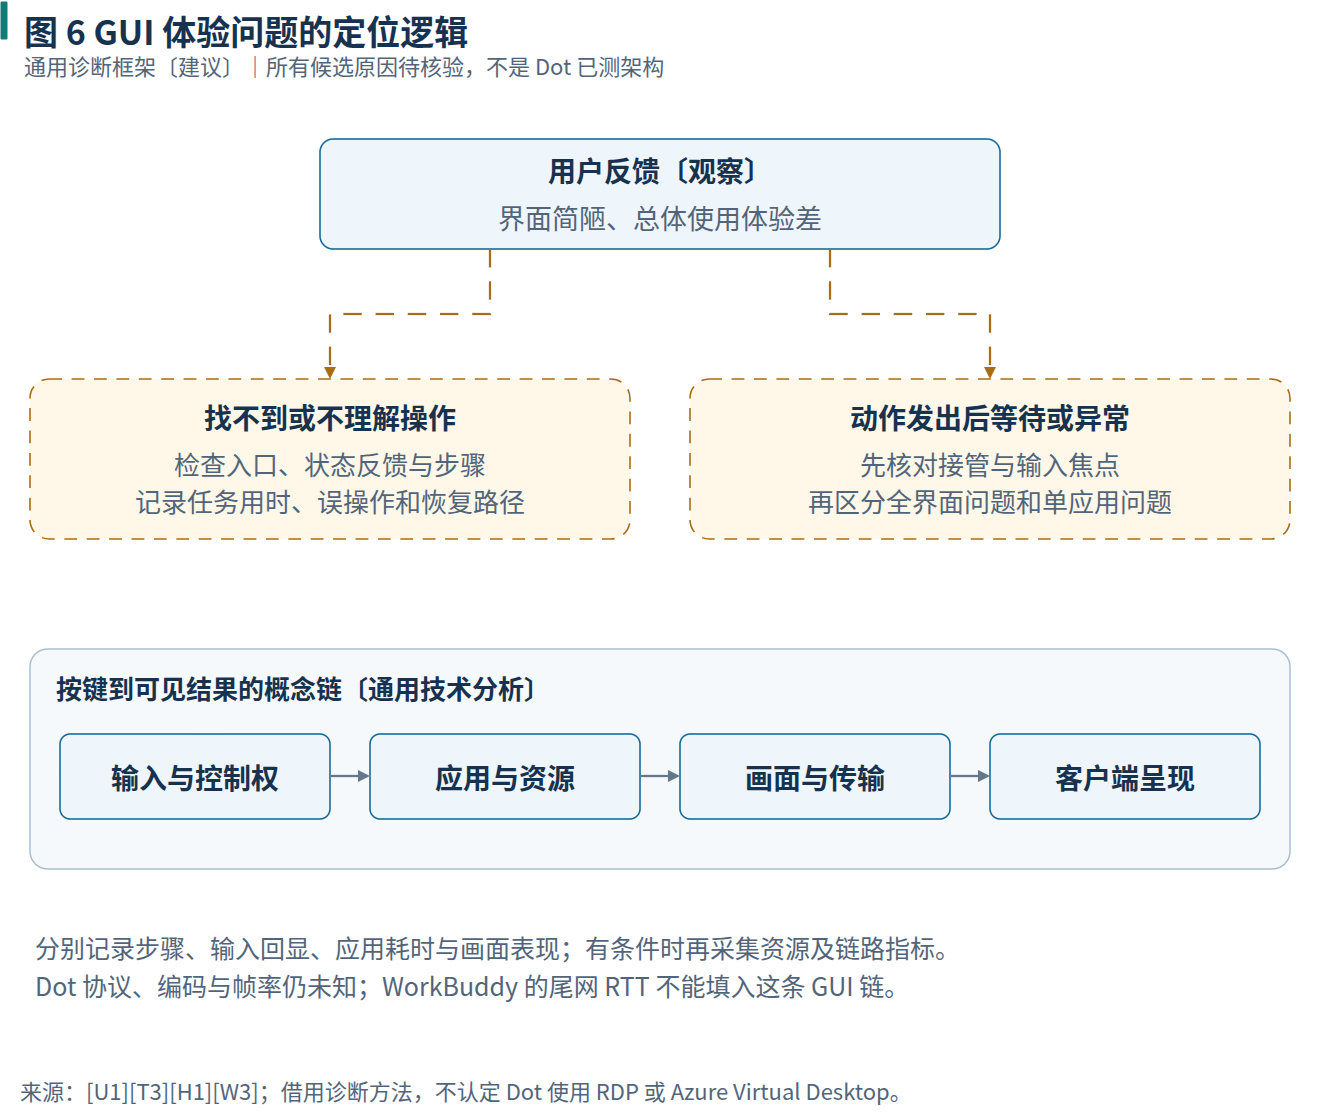 图 6 GUI 体验问题的定位逻辑
通用诊断框架〔建议〕｜所有候选原因待核验，不是 Dot 已测架构
用户反馈〔观察〕
界面简陋、总体使用体验差
找不到或不理解操作
检查入口、状态反馈与步骤
记录任务用时、误操作和恢复路径
动作发出后等待或异常
先核对接管与输入焦点
再区分全界面问题和单应用问题
按键到可见结果的概念链〔通用技术分析〕
输入与控制权
应用与资源
画面与传输
客户端呈现
分别记录步骤、输入回显、应用耗时与画面表现；有条件时再采集资源及链路指标。
Dot 协议、编码与帧率仍未知；WorkBuddy 的尾网 RTT 不能填入这条 GUI 链。
来源：[U1][T3][H1][W3]；借用诊断方法，不认定 Dot 使用 RDP 或 Azure Virtual Desktop。